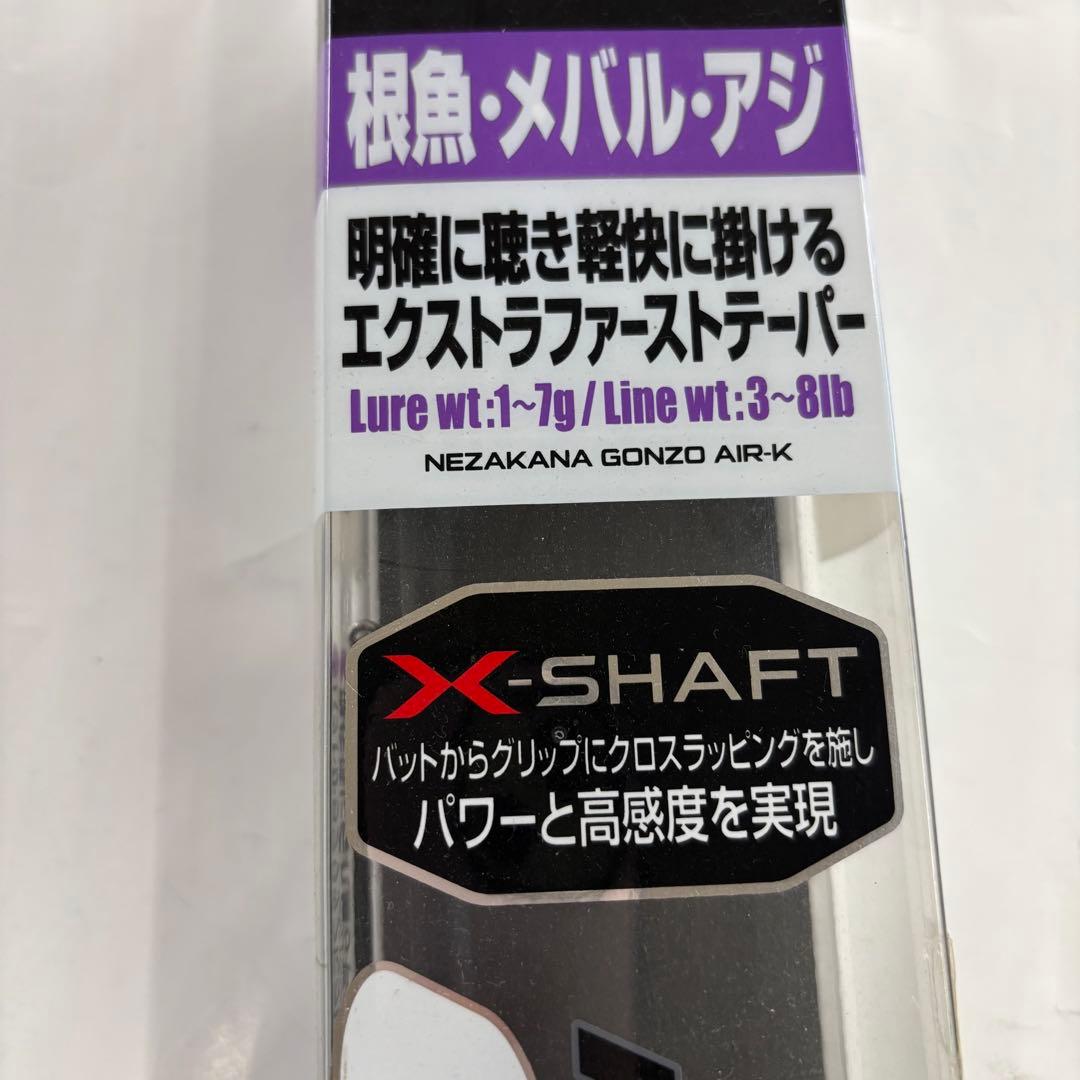 根魚・メバル・アジ
明確に聴き軽快に掛ける
エクストラファーストテーパー
Lure wt:1~7g / Line wt:3~8lb
NEZAKANA GONZO AIR-K
X-SHAFT
バットからグリップにクロスラッピングを施し
パワーと高感度を実現